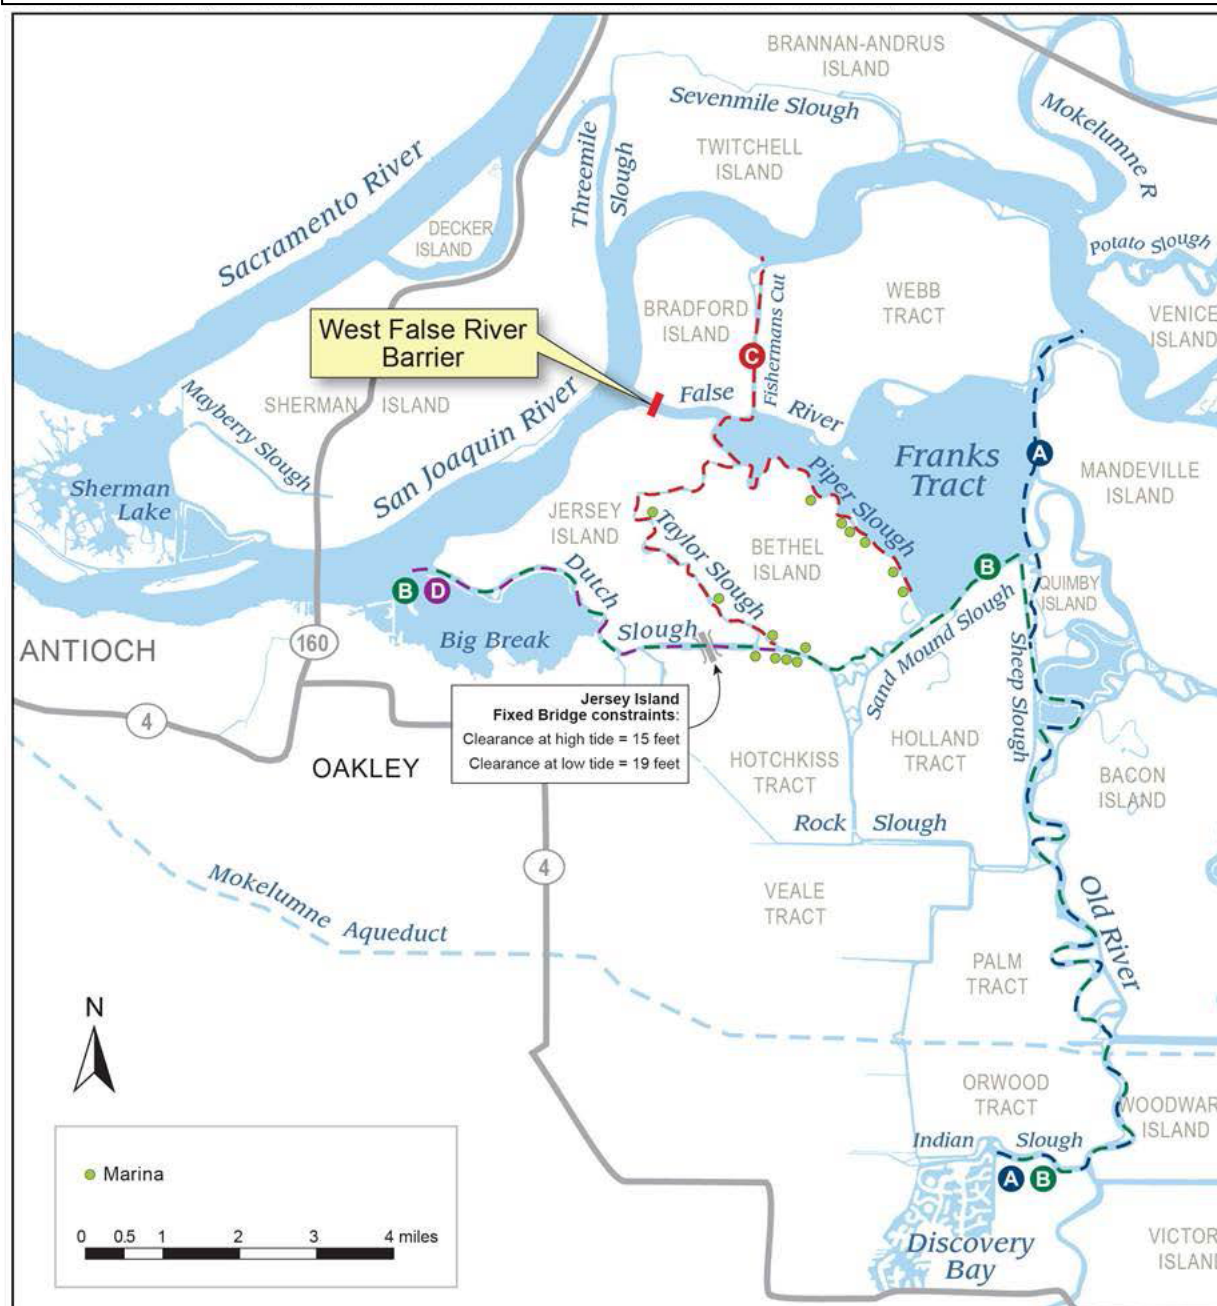 BRANNAN-ANDRUS
ISLAND
Sevenmile Slough
Mokelumne R
Threemile
Slough
TWITCHELL
ISLAND
Sacramento River
DECKER
ISLAND
Potato Slough
VENICE
ISLAND
WEBB
TRACT
BRADFORD
ISLAND
Fishermans Cut
C
West False River
Barrier
False
River
Mayberry Slough
SHERMAN
ISLAND
San Joaquin River
Franks
Tract
A
MANDEVILLE
ISLAND
Sherman
Lake
JERSEY
ISLAND
Piper Slough
Taylor Slough
BETHEL
ISLAND
B
QUIMBY
ISLAND
B
D
Dutch
Slough
Big Break
Sand Mound Slough
Sheep Slough
ANTIOCH
160
4
Jersey Island
Fixed Bridge constraints:
Clearance at high tide = 15 feet
Clearance at low tide = 19 feet
OAKLEY
HOTCHKISS
TRACT
HOLLAND
TRACT
BACON
ISLAND
Rock
Slough
4
Mokelumne
Aqueduct
VEALE
TRACT
Old River
PALM
TRACT
N
ORWOOD
TRACT
WOODWAR
ISLAND
Indian
Slough
A
B
Marina
0 0.5 1 2 3 4 miles
Discovery
Bay
VICTOR
ISLAN